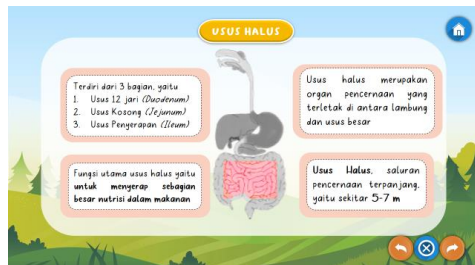 USUS HALUS
Terdiri dari 3 bagian, yaitu
1. Usus 12 jari (Duodenum)
2. Usus Kosong (Jejunum)
3. Usus Penyerapan (Ileum)
Usus halus merupakan
organ pencernaan yang
terletak di antara lambung
dan usus besar
Fungsi utama usus halus yaitu
untuk menyerap sebagian
besar nutrisi dalam makanan
Usus Halus, saluran
pencernaan terpanjang,
yaitu sekitar 5-7 m